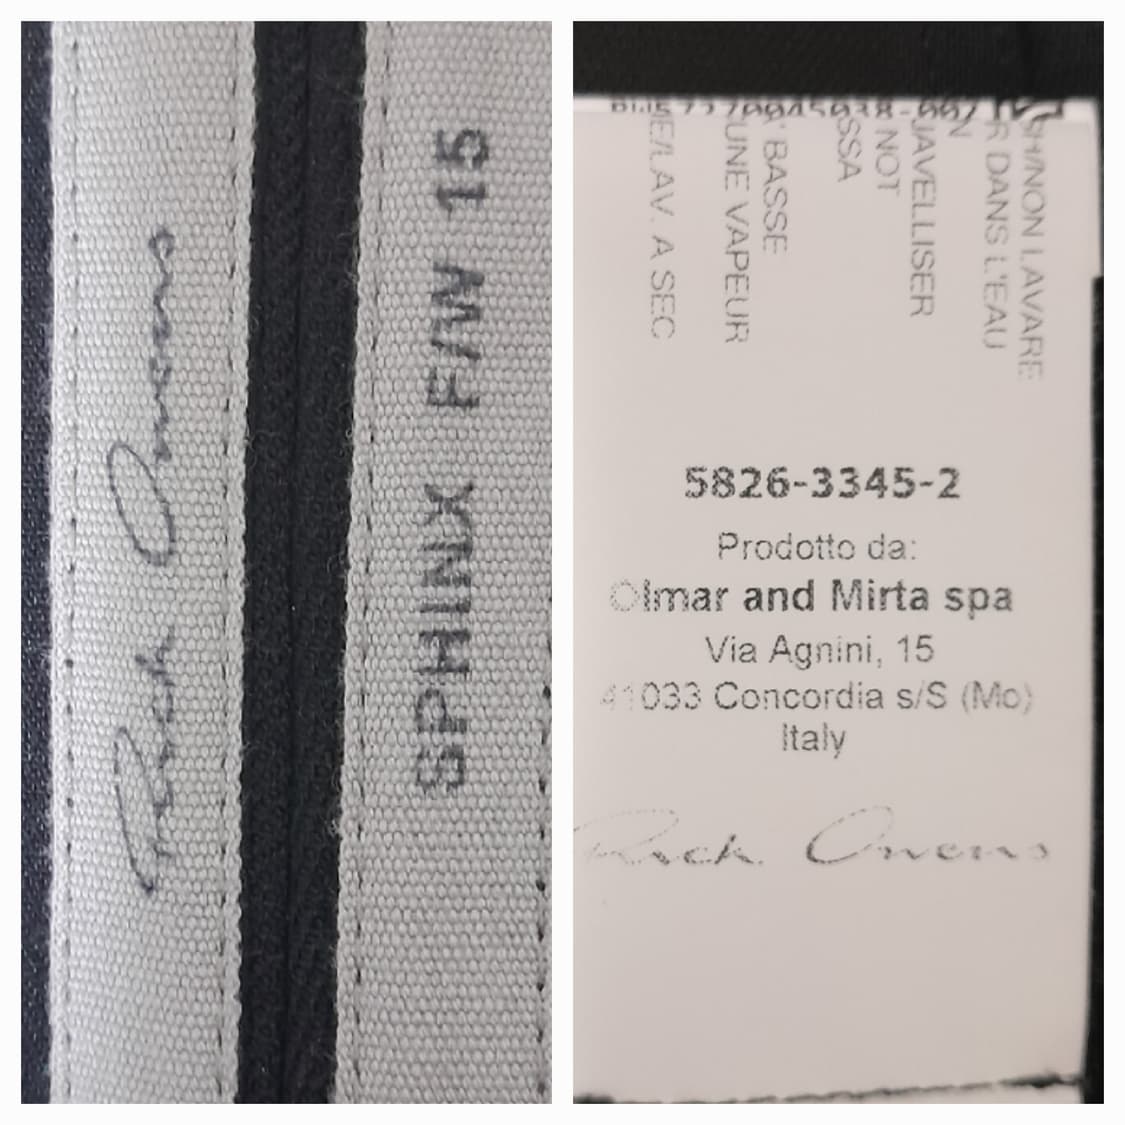 Rick Owens
SPHINX F/W 15
H/NON LAVARE
R DANS L'EAU
N
JAVELLISER
NOT
SSA
BASSE
UNE VAPEUR
E/LAV. A SEC
5826-3345-2
Prodotto da:
Olmar and Mirta spa
Via Agnini, 15
41033 Concordia s/S (Mo)
Italy
Rick Owens